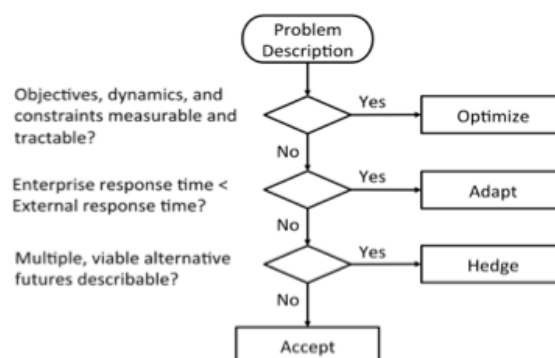 Problem
Description
Objectives, dynamics, and
constraints measurable and
tractable?
Yes
Optimize
No
Enterprise response time <
External response time?
Yes
Adapt
No
Multiple, viable alternative
futures describable?
Yes
Hedge
No
Accept